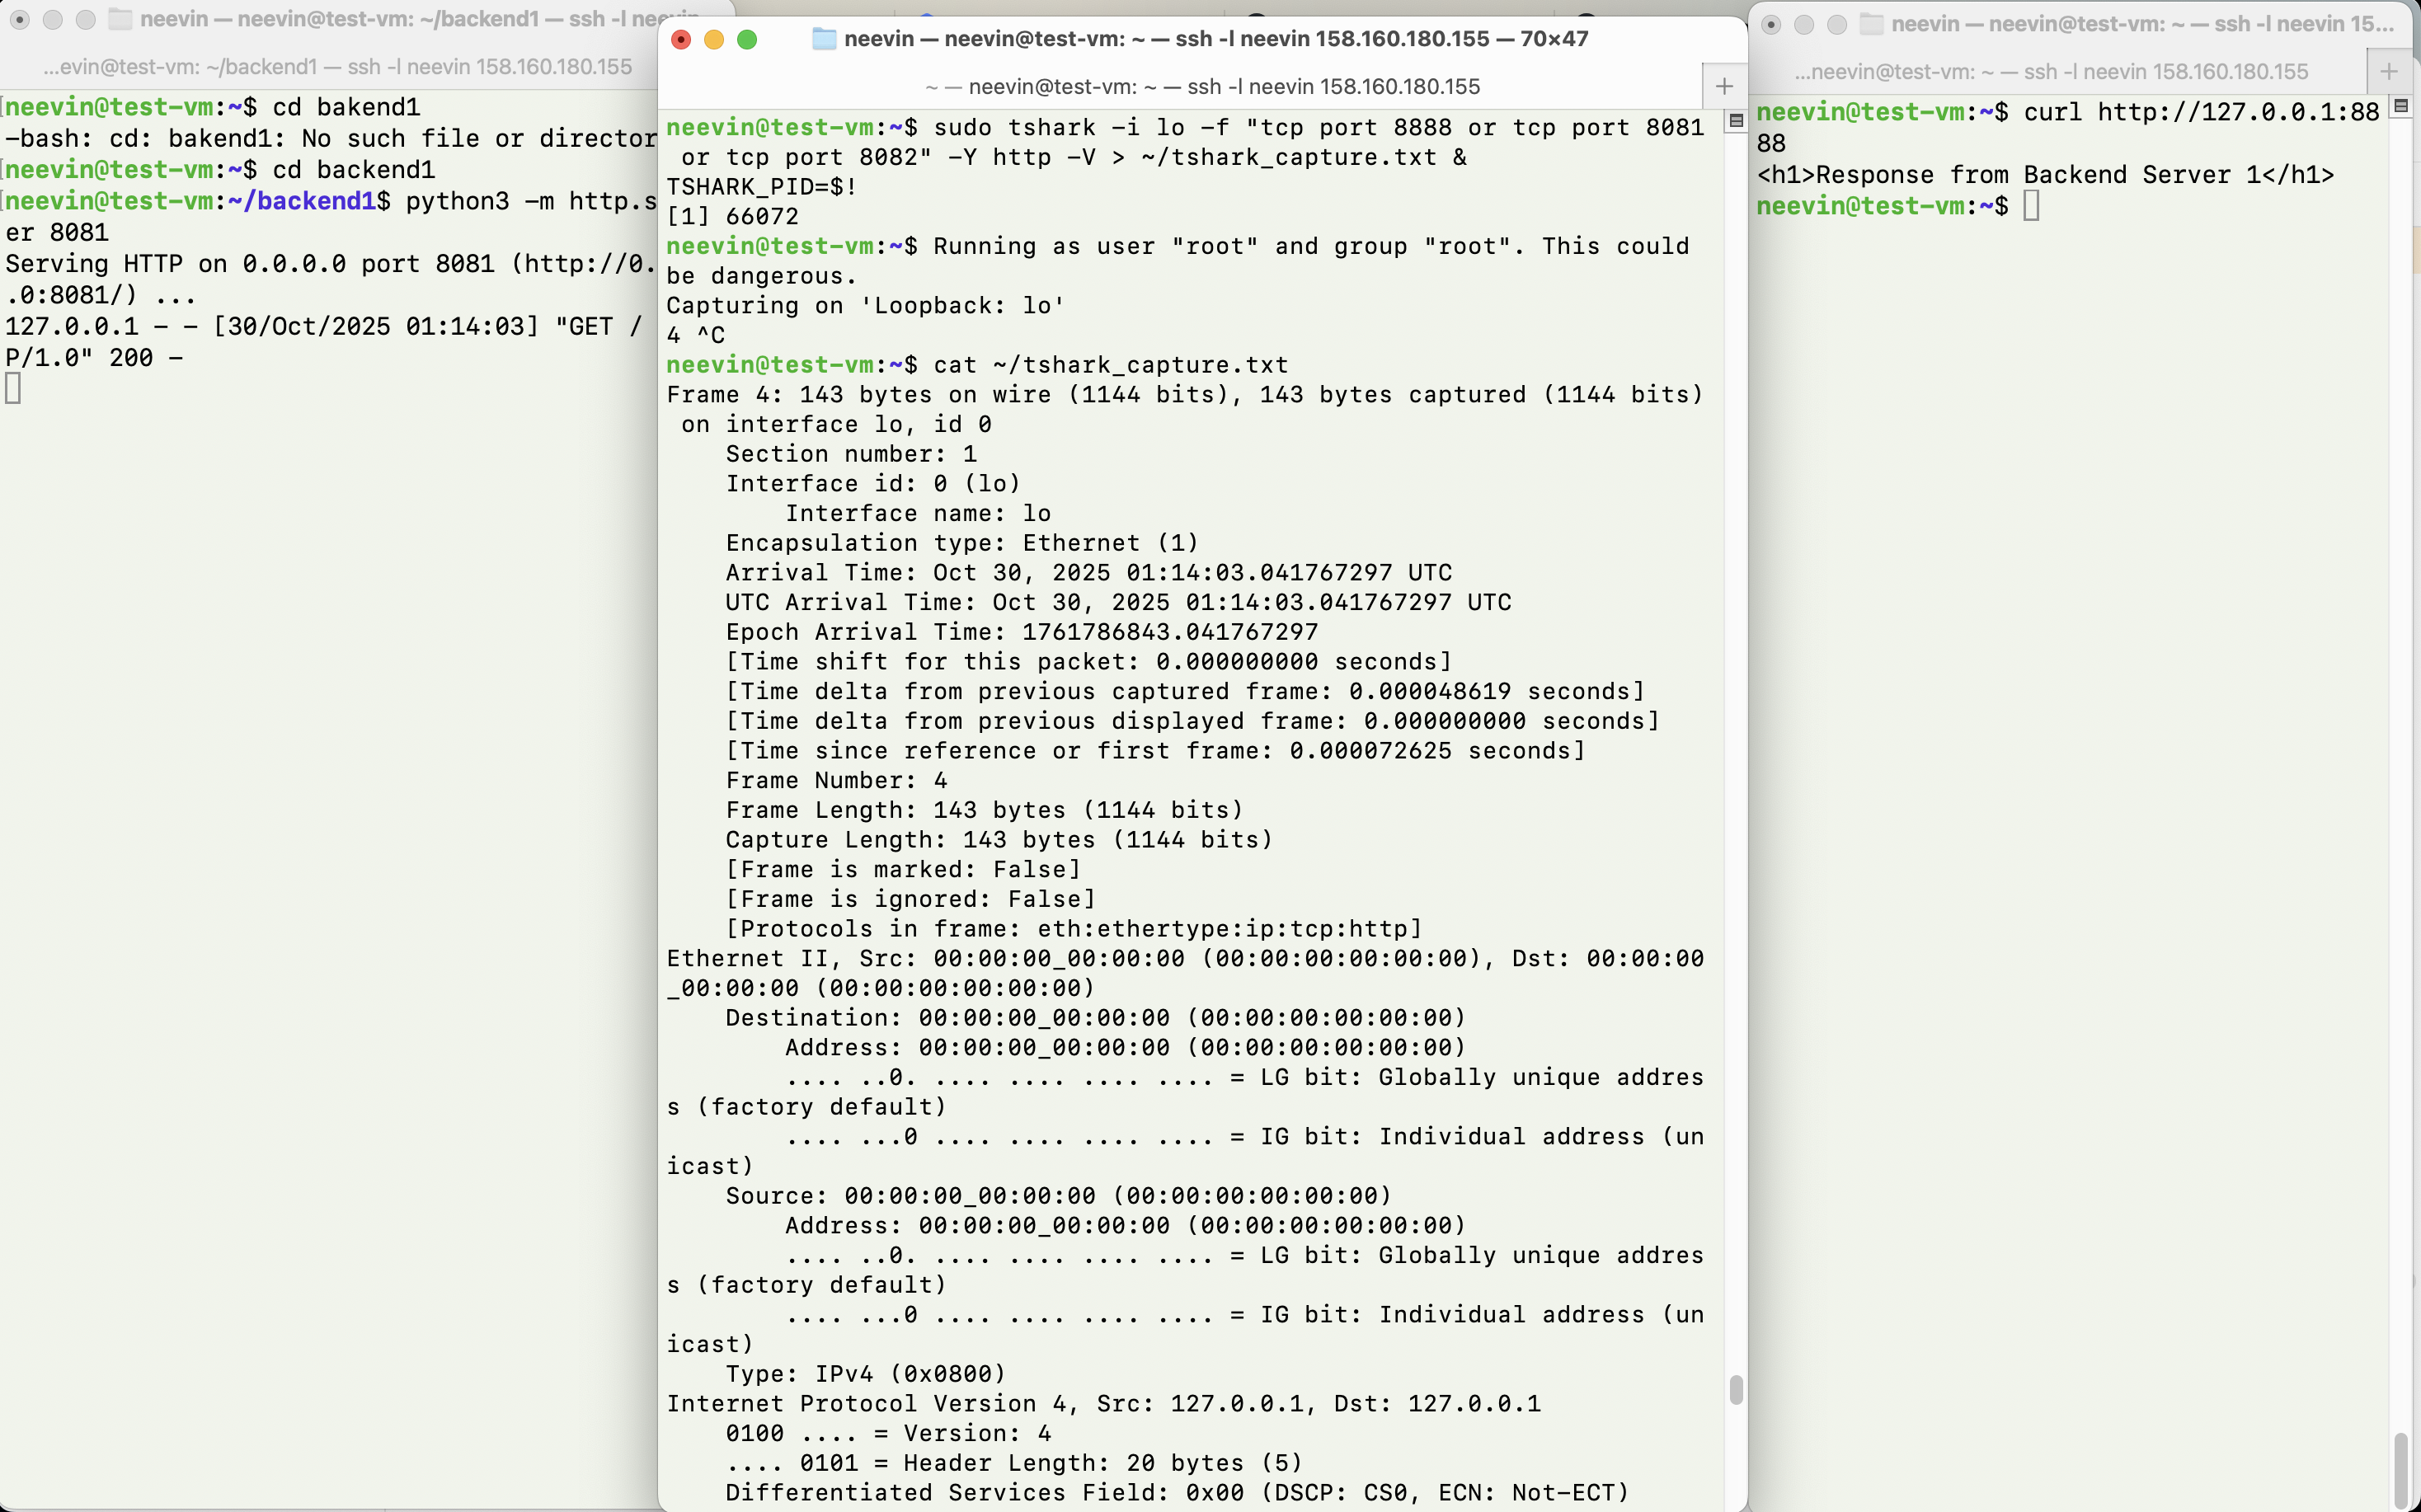 neevin — neevin@test-vm: ~/backend1 — ssh -l neevin
...evin@test-vm: ~/backend1 — ssh -l neevin 158.160.180.155
[neevin@test-vm:~$ cd bakend1
-bash: cd: bakend1: No such file or director
[neevin@test-vm:~$ cd backend1
[neevin@test-vm:~/backend1$ python3 -m http.s
er 8081
Serving HTTP on 0.0.0.0 port 8081 (http://0.
.0:8081/) ...
127.0.0.1 - - [30/Oct/2025 01:14:03] "GET /
P/1.0" 200 -
neevin — neevin@test-vm: ~ — ssh -l neevin 158.160.180.155 — 70×47
~ — neevin@test-vm: ~ — ssh -l neevin 158.160.180.155
neevin@test-vm:~$ sudo tshark -i lo -f "tcp port 8888 or tcp port 8081
 or tcp port 8082" -Y http -V > ~/tshark_capture.txt &
TSHARK_PID=$!
[1] 66072
neevin@test-vm:~$ Running as user "root" and group "root". This could
be dangerous.
Capturing on 'Loopback: lo'
4 ^C
neevin@test-vm:~$ cat ~/tshark_capture.txt
Frame 4: 143 bytes on wire (1144 bits), 143 bytes captured (1144 bits)
 on interface lo, id 0
    Section number: 1
    Interface id: 0 (lo)
        Interface name: lo
    Encapsulation type: Ethernet (1)
    Arrival Time: Oct 30, 2025 01:14:03.041767297 UTC
    UTC Arrival Time: Oct 30, 2025 01:14:03.041767297 UTC
    Epoch Arrival Time: 1761786843.041767297
    [Time shift for this packet: 0.000000000 seconds]
    [Time delta from previous captured frame: 0.000048619 seconds]
    [Time delta from previous displayed frame: 0.000000000 seconds]
    [Time since reference or first frame: 0.000072625 seconds]
    Frame Number: 4
    Frame Length: 143 bytes (1144 bits)
    Capture Length: 143 bytes (1144 bits)
    [Frame is marked: False]
    [Frame is ignored: False]
    [Protocols in frame: eth:ethertype:ip:tcp:http]
Ethernet II, Src: 00:00:00_00:00:00 (00:00:00:00:00:00), Dst: 00:00:00
_00:00:00 (00:00:00:00:00:00)
    Destination: 00:00:00_00:00:00 (00:00:00:00:00:00)
        Address: 00:00:00_00:00:00 (00:00:00:00:00:00)
        .... ..0. .... .... .... .... = LG bit: Globally unique addres
s (factory default)
        .... ...0 .... .... .... .... = IG bit: Individual address (un
icast)
    Source: 00:00:00_00:00:00 (00:00:00:00:00:00)
        Address: 00:00:00_00:00:00 (00:00:00:00:00:00)
        .... ..0. .... .... .... .... = LG bit: Globally unique addres
s (factory default)
        .... ...0 .... .... .... .... = IG bit: Individual address (un
icast)
    Type: IPv4 (0x0800)
Internet Protocol Version 4, Src: 127.0.0.1, Dst: 127.0.0.1
    0100 .... = Version: 4
    .... 0101 = Header Length: 20 bytes (5)
    Differentiated Services Field: 0x00 (DSCP: CS0, ECN: Not-ECT)
neevin — neevin@test-vm: ~ — ssh -l neevin 15...
...neevin@test-vm: ~ — ssh -l neevin 158.160.180.155
neevin@test-vm:~$ curl http://127.0.0.1:88
88
<h1>Response from Backend Server 1</h1>
neevin@test-vm:~$